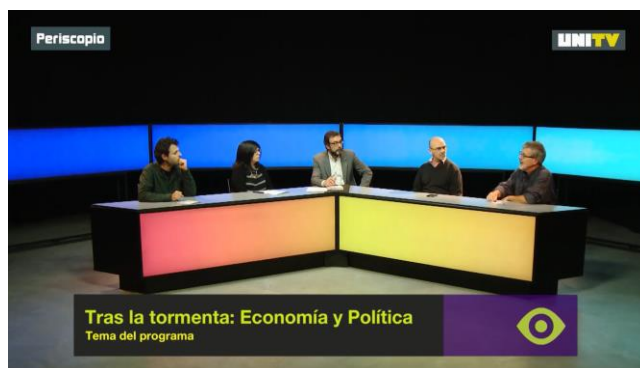 Periscopio
UNITV
Tras la tormenta: Economía y Política
Tema del programa